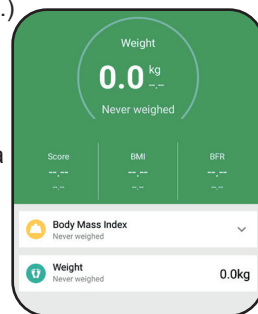 .)
Weight
0.0 kg
--.--
Never weighed
a
Score BMI BFR
--.-- --.-- --.--
--.-- --.-- --.--
Body Mass Index
Never weighed
Weight
Never weighed
0.0kg